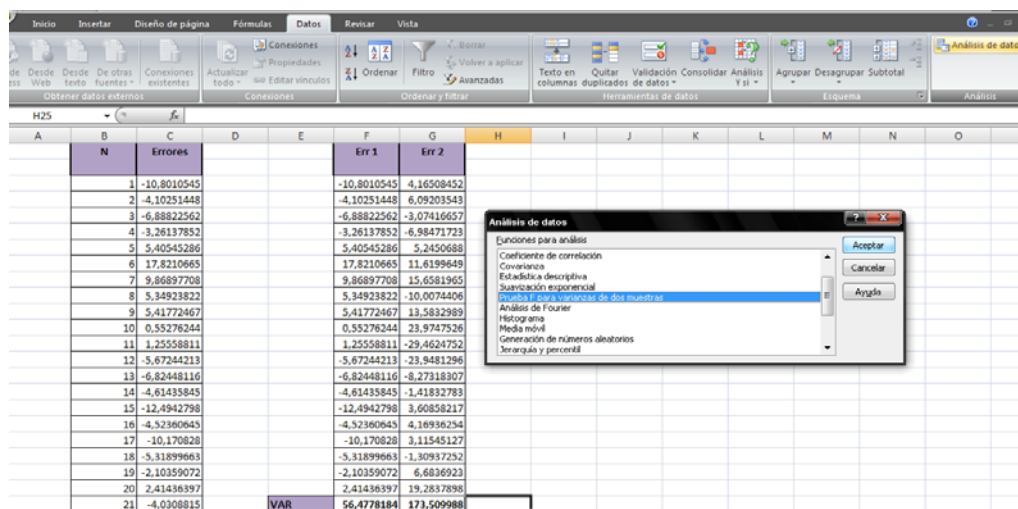 Inicio Insertar Diseño de página Fórmulas Datos Revisar Vista
Desde Web Desde texto De otras fuentes Conexiones existentes
Obtener datos externos
Actualizar todo Conexiones Propiedades Editar vínculos
Conexiones
Ordenar Filtro Borrar Volver a aplicar Avanzadas
Ordenar y filtrar
Texto en columnas Quitar duplicados Validación de datos Consolidar Análisis Y si
Herramientas de datos
Agrupar Desagrupar Subtotal
Esquema
Análisis de dato
Análisis
H25 fx
A B C D E F G H I J K L M N O
N Errores Err 1 Err 2
1 -10,8010545 -10,8010545 4,16508452
2 -4,10251448 -4,10251448 6,09203543
3 -6,88822562 -6,88822562 -3,07416657
4 -3,26137852 -3,26137852 -6,98471723
5 5,40545286 5,40545286 5,2450688
6 17,8210665 17,8210665 11,6199649
7 9,86897708 9,86897708 15,6581965
8 5,34923822 5,34923822 -10,0074406
9 5,41772467 5,41772467 13,5832989
10 0,55276244 0,55276244 23,9747526
11 1,25558811 1,25558811 -29,4624752
12 -5,67244213 -5,67244213 -23,9481296
13 -6,82448116 -6,82448116 -8,27318307
14 -4,61435845 -4,61435845 -1,41832783
15 -12,4942798 -12,4942798 3,60858217
16 -4,52360645 -4,52360645 4,16936254
17 -10,170828 -10,170828 3,11545127
18 -5,31899663 -5,31899663 -1,30937252
19 -2,10359072 -2,10359072 6,6836923
20 2,41436397 2,41436397 19,2837898
21 -4,0308815 VAR 56,4778184 173,509988
Análisis de datos
Funciones para análisis
Coeficiente de correlación
Covarianza
Estadística descriptiva
Suavización exponencial
Prueba F para varianzas de dos muestras
Análisis de Fourier
Histograma
Media móvil
Generación de números aleatorios
Jerarquía y percentil
Aceptar
Cancelar
Ayuda